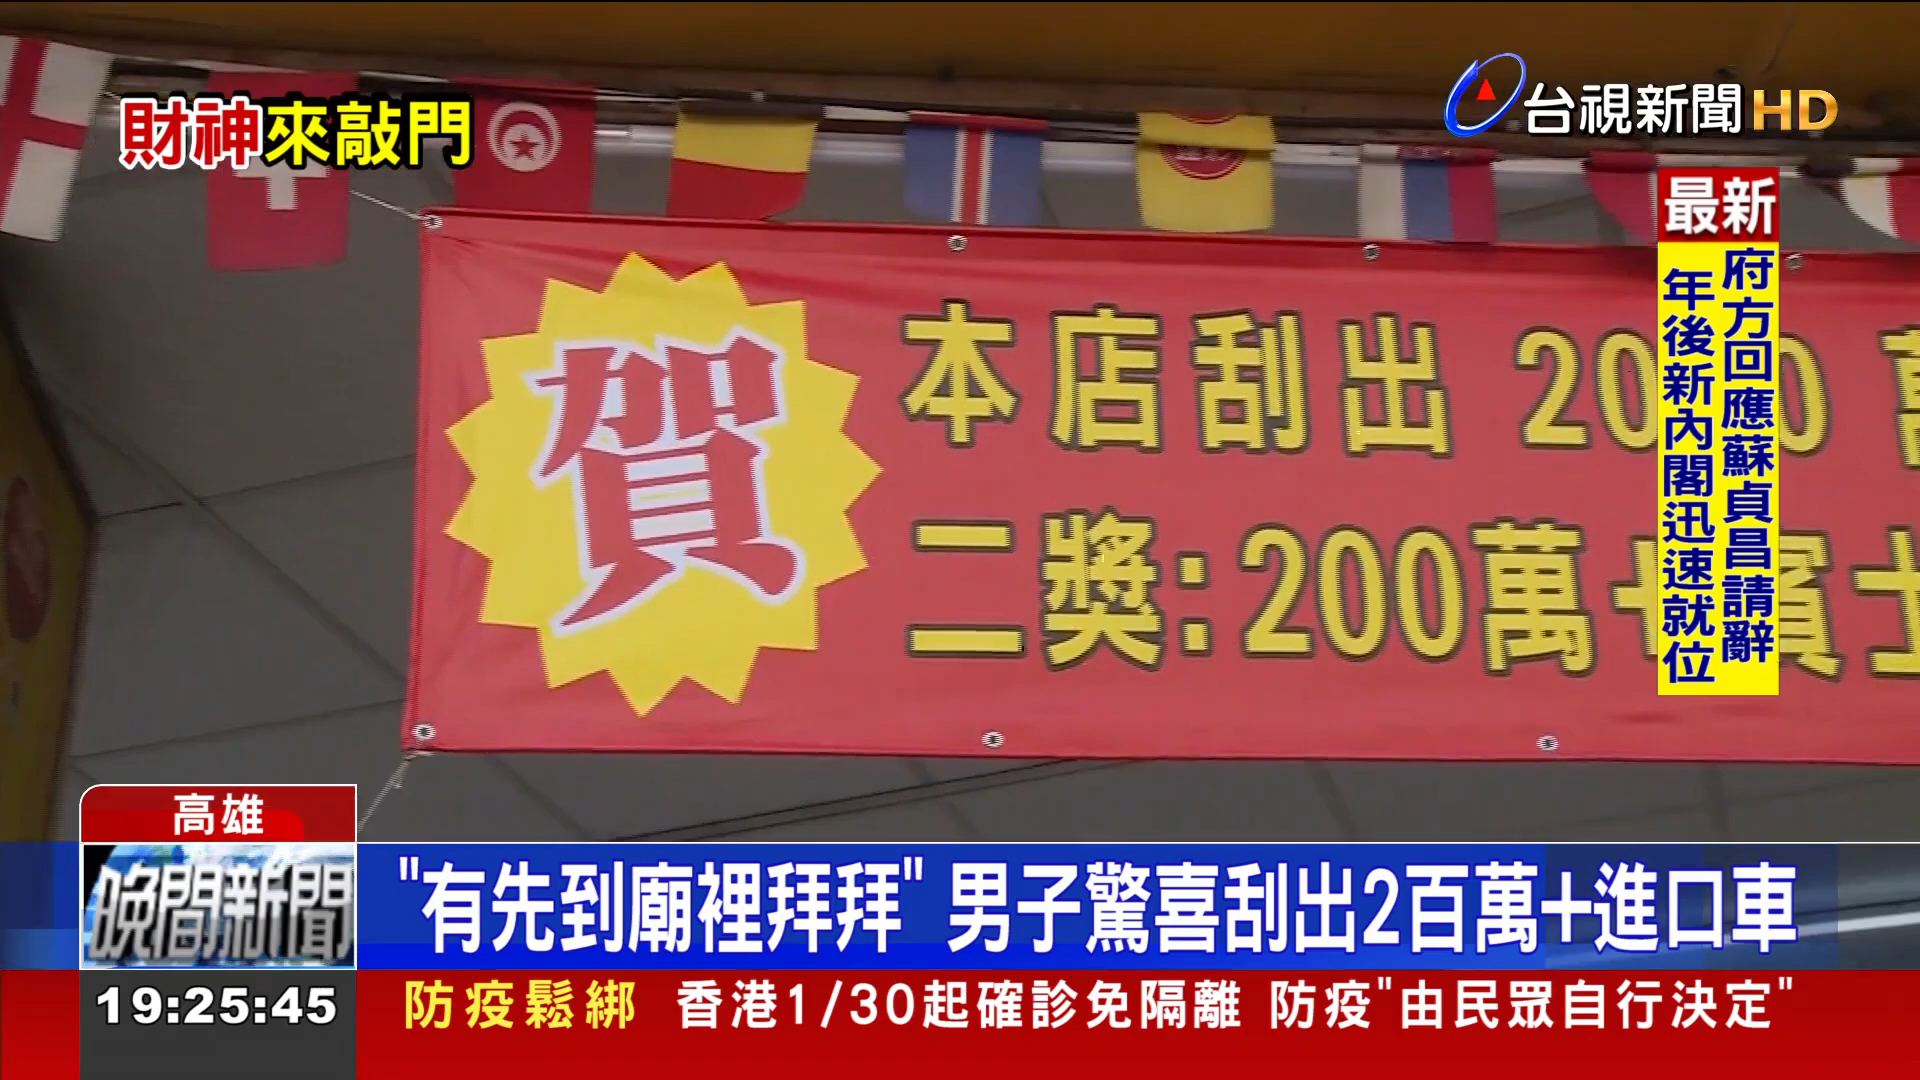 財神來敲門
台視新聞HD
最新
府方回應蘇貞昌請辭
年後新內閣迅速就位
賀
本店刮出 20 0
二獎:200萬 賓士
高雄
晚間新聞
"有先到廟裡拜拜" 男子驚喜刮出2百萬+進口車
19:25:45
防疫鬆綁 香港1/30起確診免隔離 防疫"由民眾自行決定"